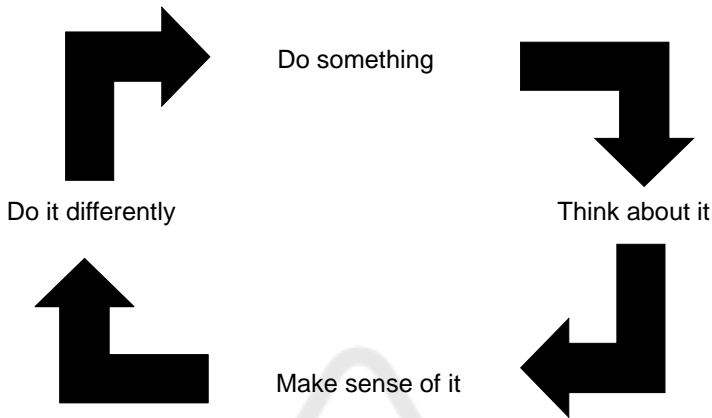 Do something
Do it differently
Think about it
Make sense of it